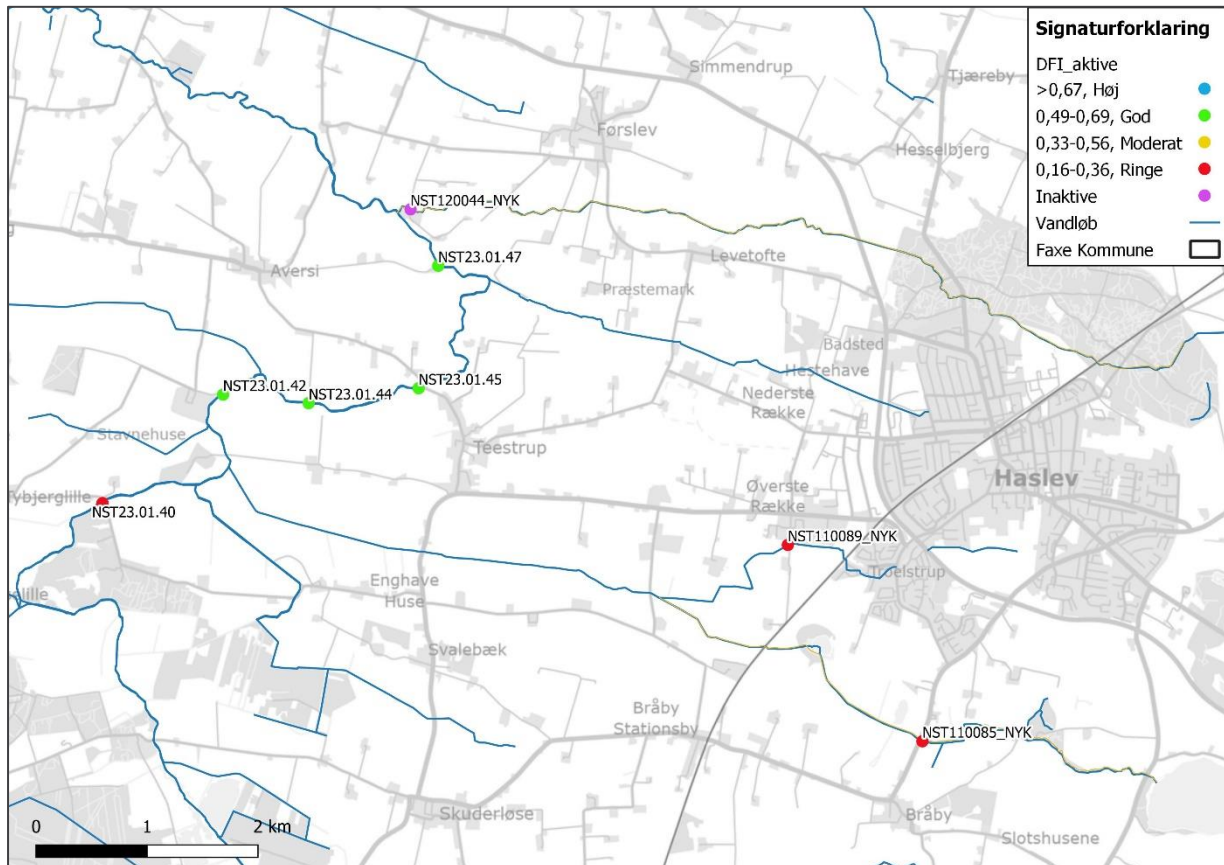 Signaturforklaring
DFI_aktive
>0,67, Høj
0,49-0,69, God
0,33-0,56, Moderat
0,16-0,36, Ringe
Inaktive
Vandløb
Faxe Kommune
Simmendrup
Tjæreby
Førslev
Hesselbjerg
NST120044_NYK
Levetofte
NST23.01.47
Aversi
Præstemark
Badsted
Hestehave
NST23.01.42
NST23.01.44
NST23.01.45
Nederste
Række
Stavnehuse
Teestrup
Haslev
Øverste
Række
Tybjerglille
NST23.01.40
NST110089_NYK
Troelstrup
Enghave
Huse
Svalebæk
Bråby
Stationsby
NST110085_NYK
Skuderløse
Bråby
Slotshusene
0 1 2 km